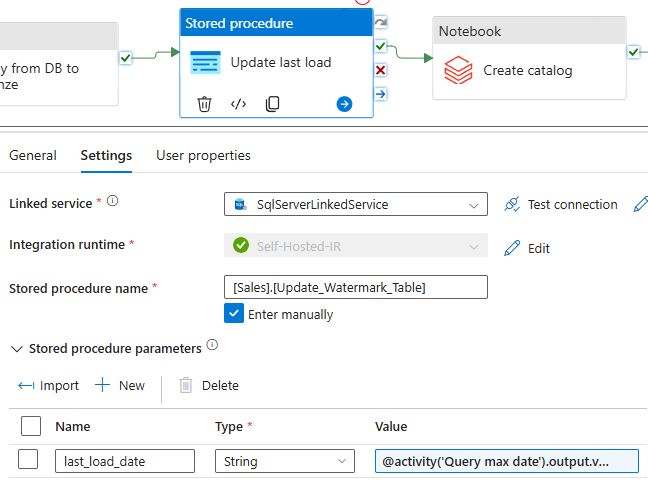 Stored procedure
Update last load
y from DB to
nze
Notebook
Create catalog
General Settings User properties
Linked service * SqlServerLinkedService Test connection
Integration runtime * Self-Hosted-IR Edit
Stored procedure name * [Sales].[Update_Watermark_Table]
Enter manually
Stored procedure parameters
Import New Delete
Name Type * Value
last_load_date String @activity('Query max date').output.v...